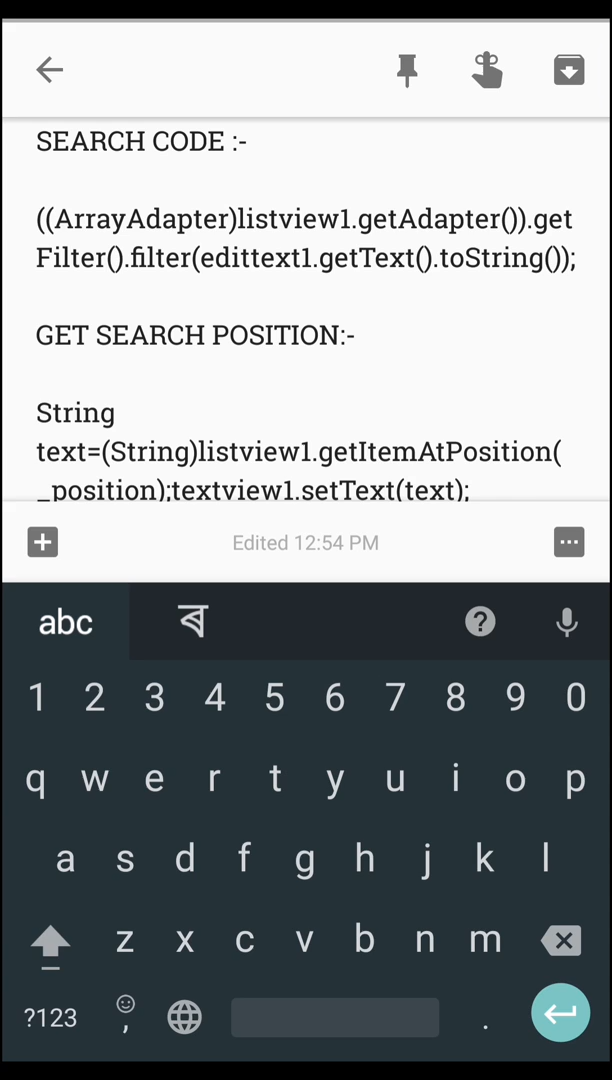 SEARCH CODE :-
((ArrayAdapter)listview1.getAdapter()).get
Filter().filter(edittext1.getText().toString());
GET SEARCH POSITION:-
String
text=(String)listview1.getItemAtPosition(
_position);textview1.setText(text);
Edited 12:54 PM
abc ব
1 2 3 4 5 6 7 8 9 0
q w e r t y u i o p
a s d f g h j k l
z x c v b n m
?123 , .